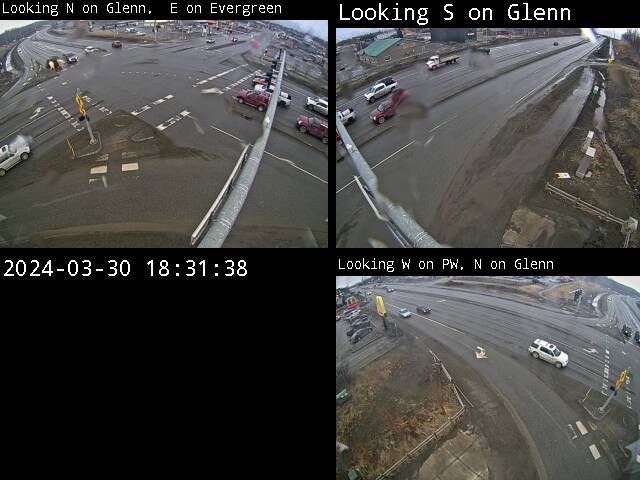 Looking N on Glenn,  E on Evergreen
Looking S on Glenn
2024-03-30 18:31:38
Looking W on PW, N on Glenn